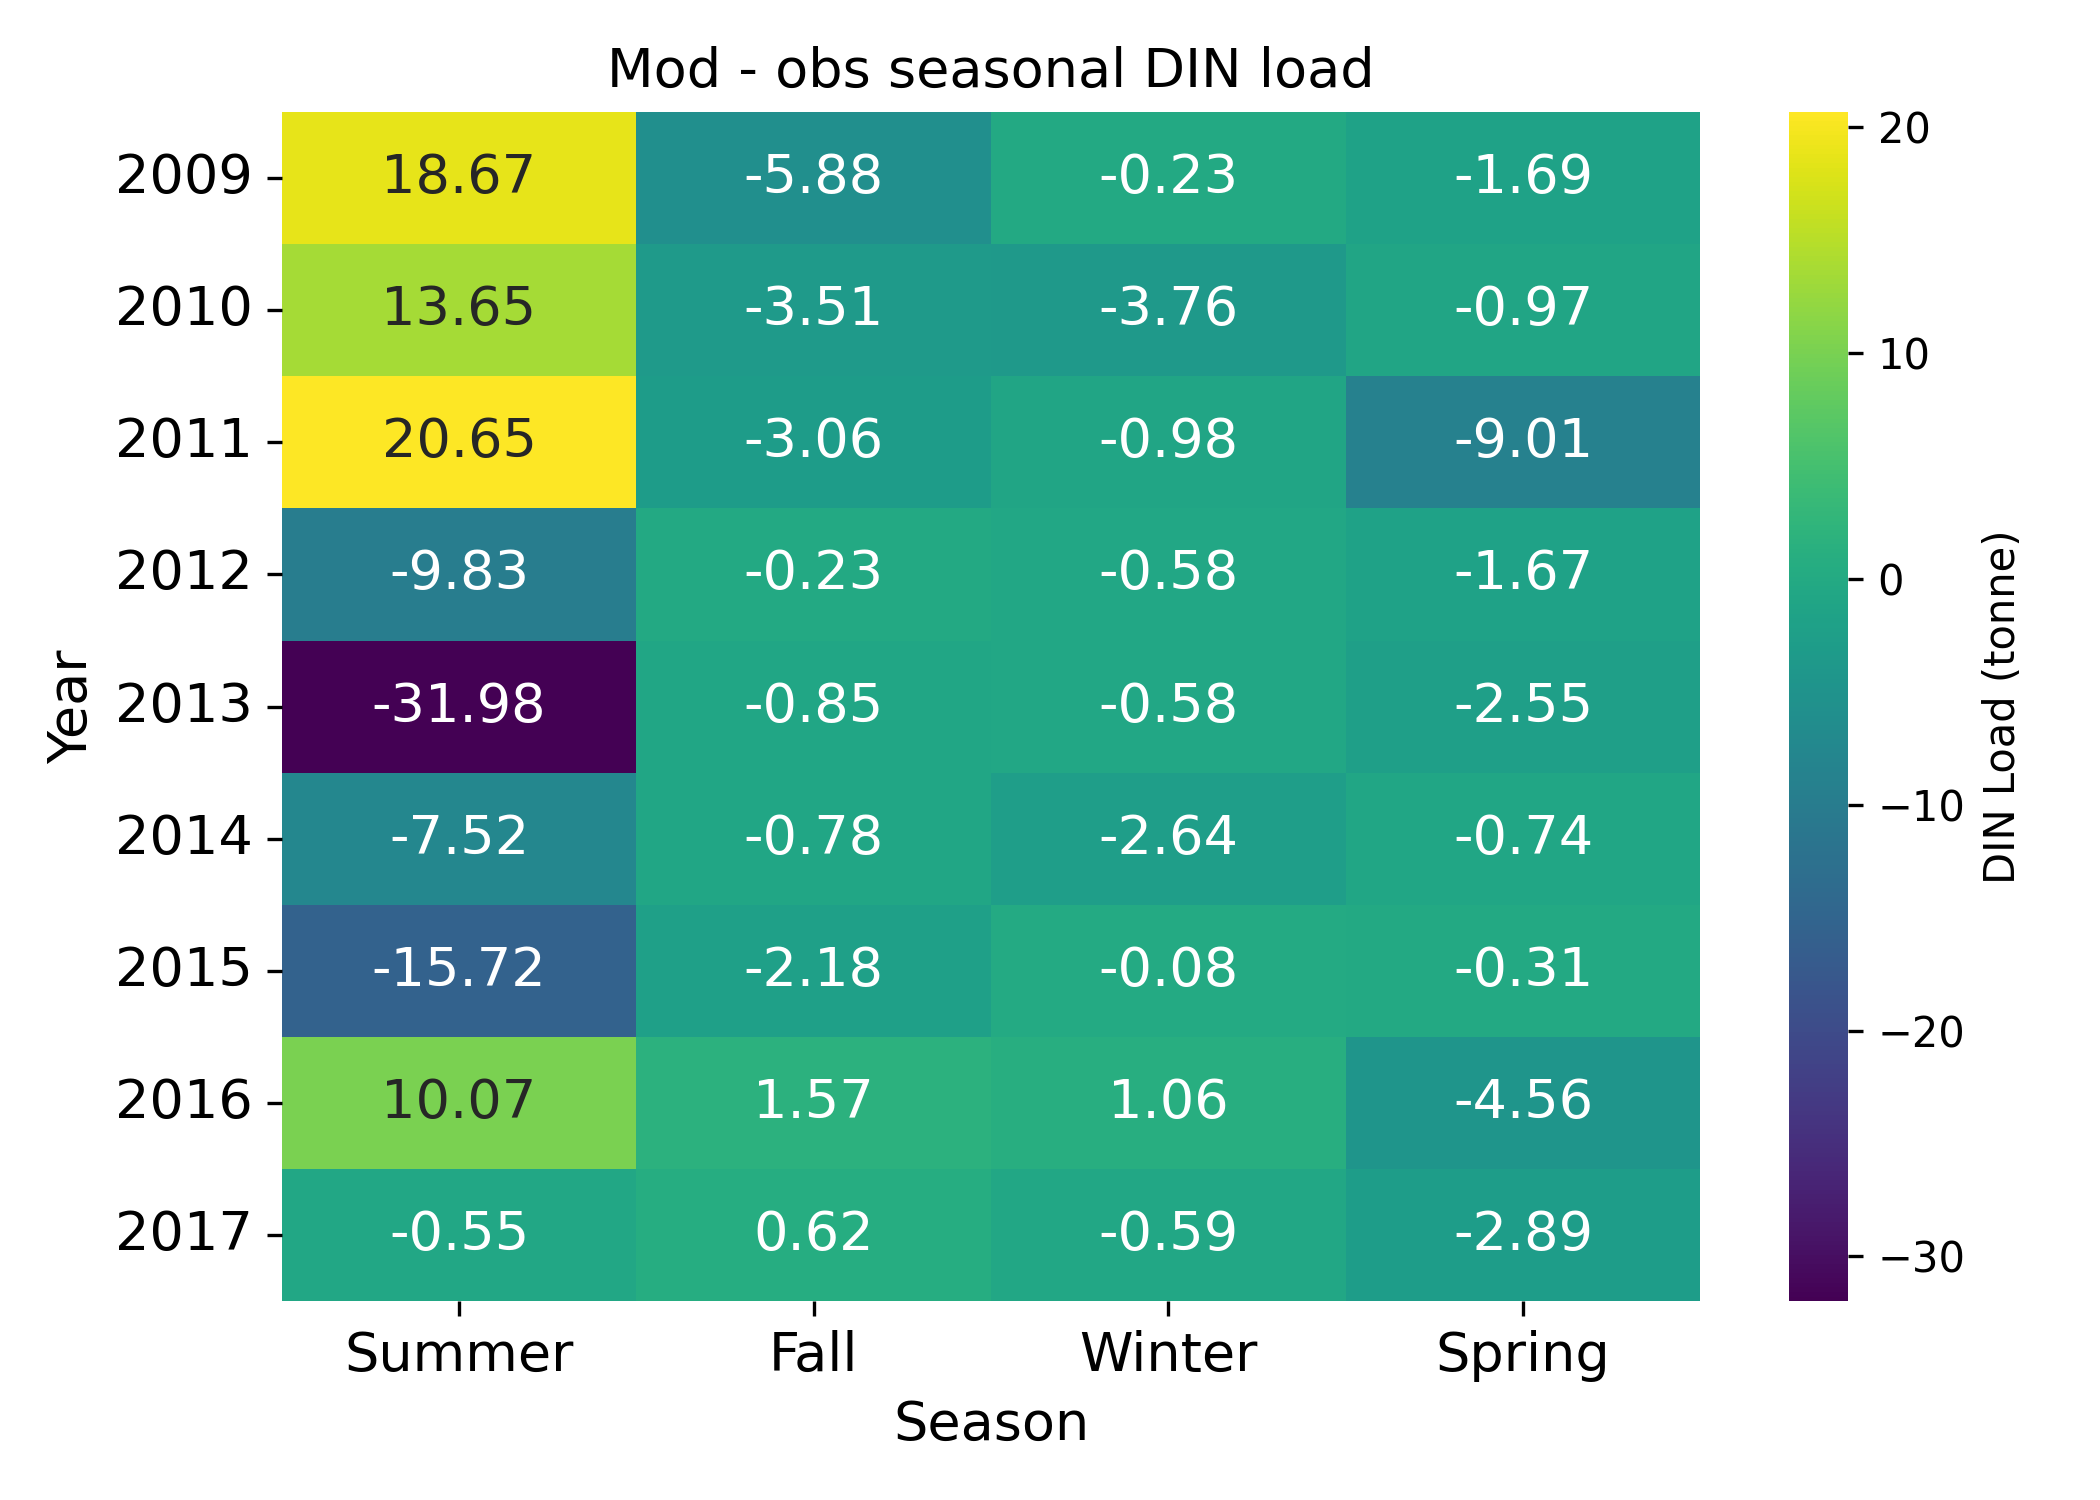 Mod - obs seasonal DIN load
2009 18.67 -5.88 -0.23 -1.69
2010 13.65 -3.51 -3.76 -0.97
2011 20.65 -3.06 -0.98 -9.01
2012 -9.83 -0.23 -0.58 -1.67
2013 -31.98 -0.85 -0.58 -2.55
2014 -7.52 -0.78 -2.64 -0.74
2015 -15.72 -2.18 -0.08 -0.31
2016 10.07 1.57 1.06 -4.56
2017 -0.55 0.62 -0.59 -2.89
Summer Fall Winter Spring
Season
Year
20
10
0
−10
−20
−30
DIN Load (tonne)